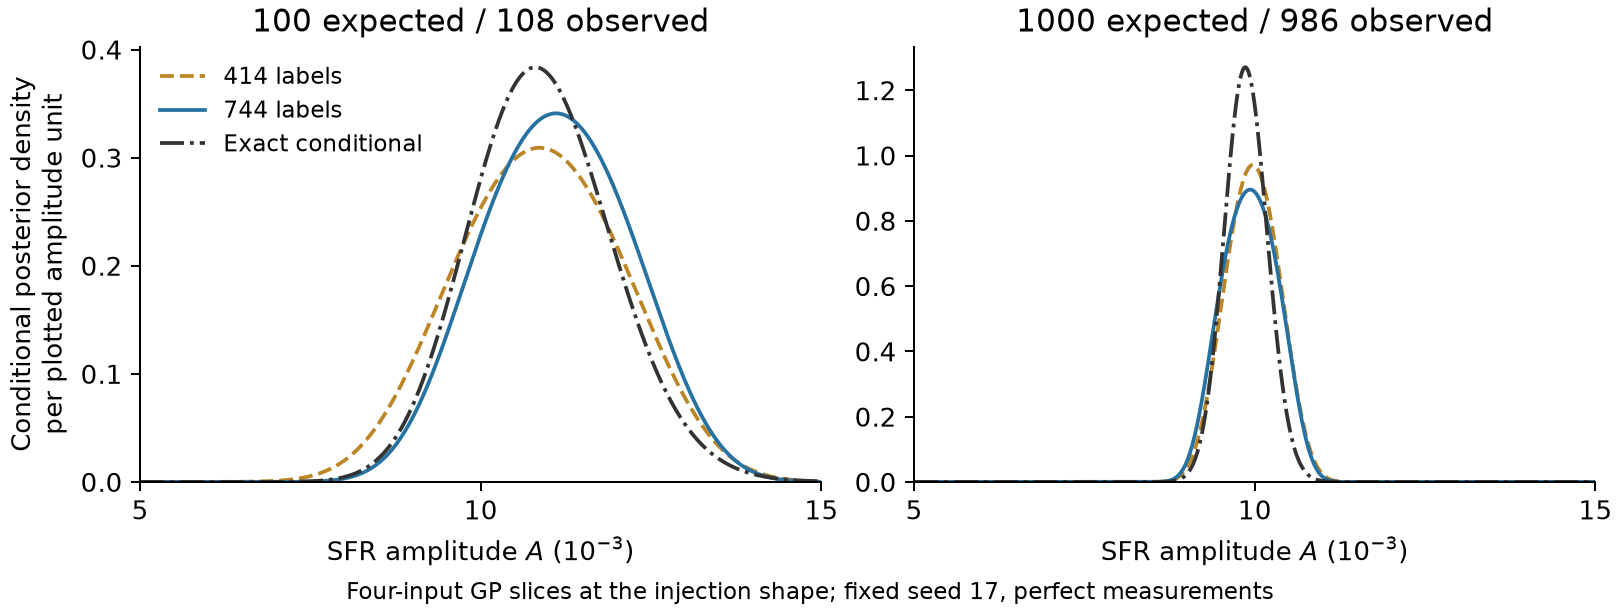 100 expected / 108 observed
1000 expected / 986 observed
Conditional posterior density
per plotted amplitude unit
0.4
0.3
0.2
0.1
0.0
414 labels
744 labels
Exact conditional
5
10
15
SFR amplitude A (10⁻³)
1.2
1.0
0.8
0.6
0.4
0.2
0.0
5
10
15
SFR amplitude A (10⁻³)
Four-input GP slices at the injection shape; fixed seed 17, perfect measurements